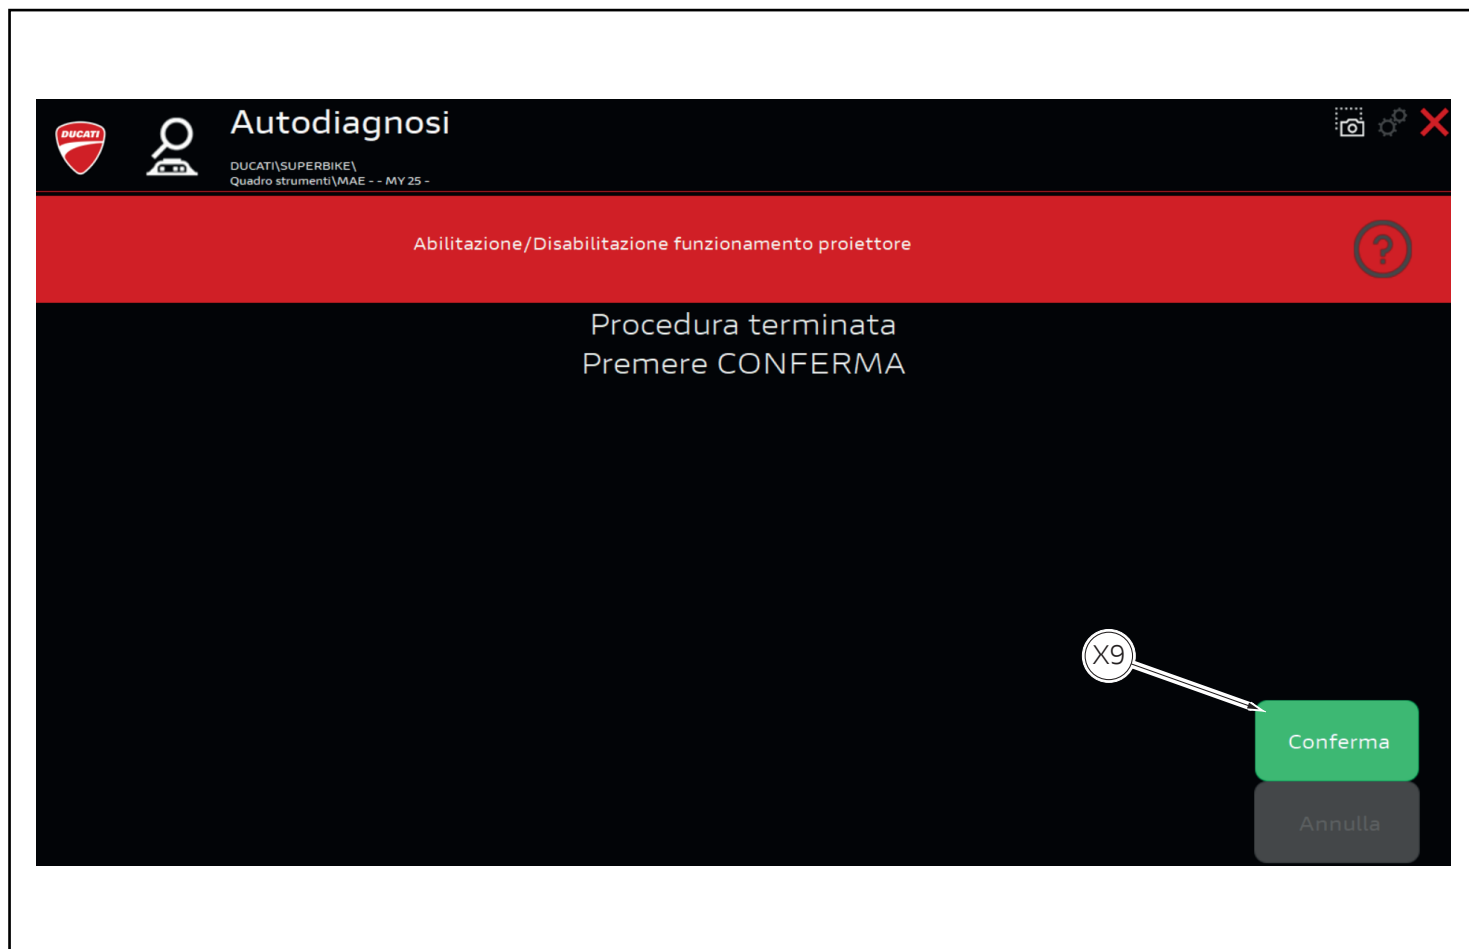 DUCATI
Autodiagnosi
DUCATI\SUPERBIKE\
Quadro strumenti\MAE - - MY 25 -
Abilitazione/Disabilitazione funzionamento proiettore
?
Procedura terminata
Premere CONFERMA
X9
Conferma
Annulla